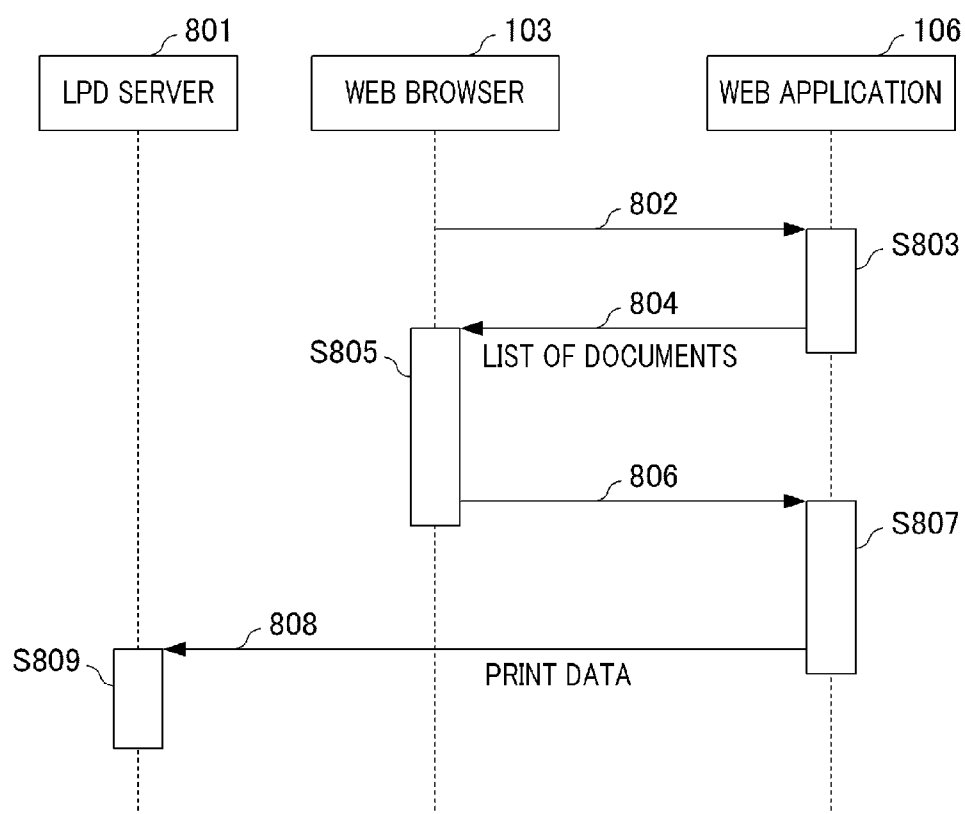 801
103
106
LPD SERVER
WEB BROWSER
WEB APPLICATION
802
S803
804
S805
LIST OF DOCUMENTS
806
S807
808
S809
PRINT DATA